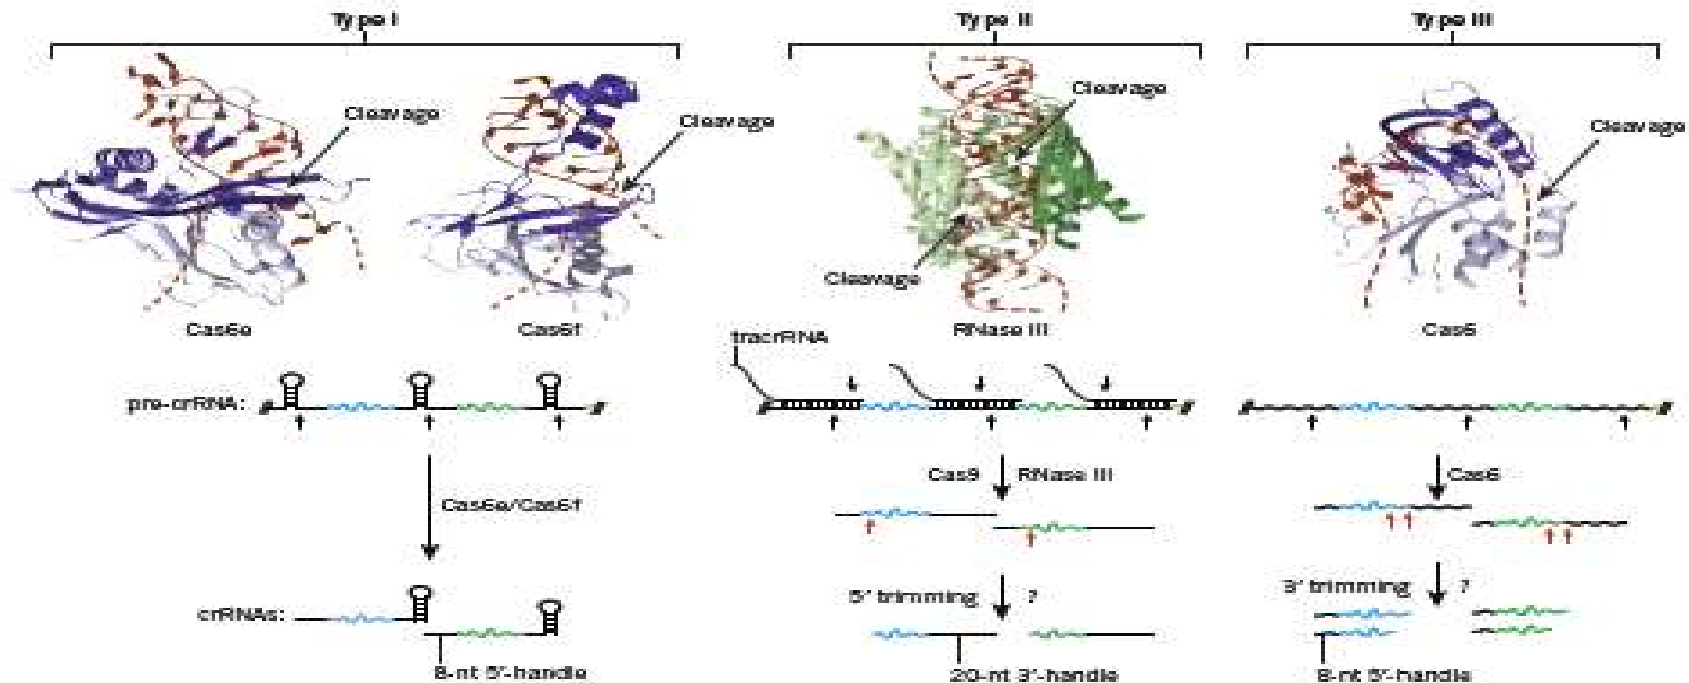 Type I
Type II
Type III
Cleavage
Cleavage
Cleavage
Cleavage
Cleavage
Cas6e
Cas6f
RNase III
Cas6
tracrRNA
pre-crRNA:
Cas9
RNase III
Cas6
Cas6e/Cas6f
5' trimming
?
3' trimming
?
crRNAs:
8-nt 5'-handle
20-nt 3'-handle
8-nt 5'-handle